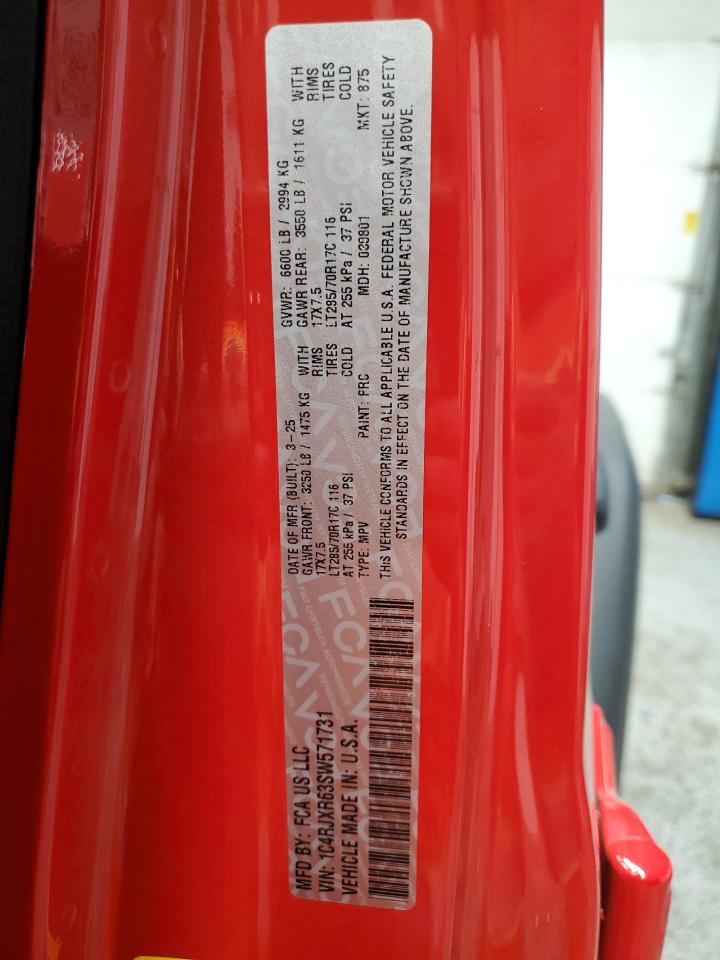 MFD BY: FCA US LLC
VIN: 1C4RJXR63SW571731
VEHICLE MADE IN: U.S.A.
DATE OF MFR (BUILT): 3-25
GVWR: 6600 LB / 2994 KG
GAWR FRONT: 3250 LB / 1475 KG WITH
GAWR REAR: 3550 LB / 1611 KG WITH
17X7.5 RIMS
17X7.5 RIMS
LT285/70R17C 116 TIRES
LT285/70R17C 116 TIRES
AT 255 kPa / 37 PSI COLD
AT 255 kPa / 37 PSI COLD
TYPE: MPV PAINT: PRC MDH: MKT: 875
THIS VEHICLE CONFORMS TO ALL APPLICABLE U.S.A. FEDERAL MOTOR VEHICLE SAFETY
STANDARDS IN EFFECT ON THE DATE OF MANUFACTURE SHOWN ABOVE.